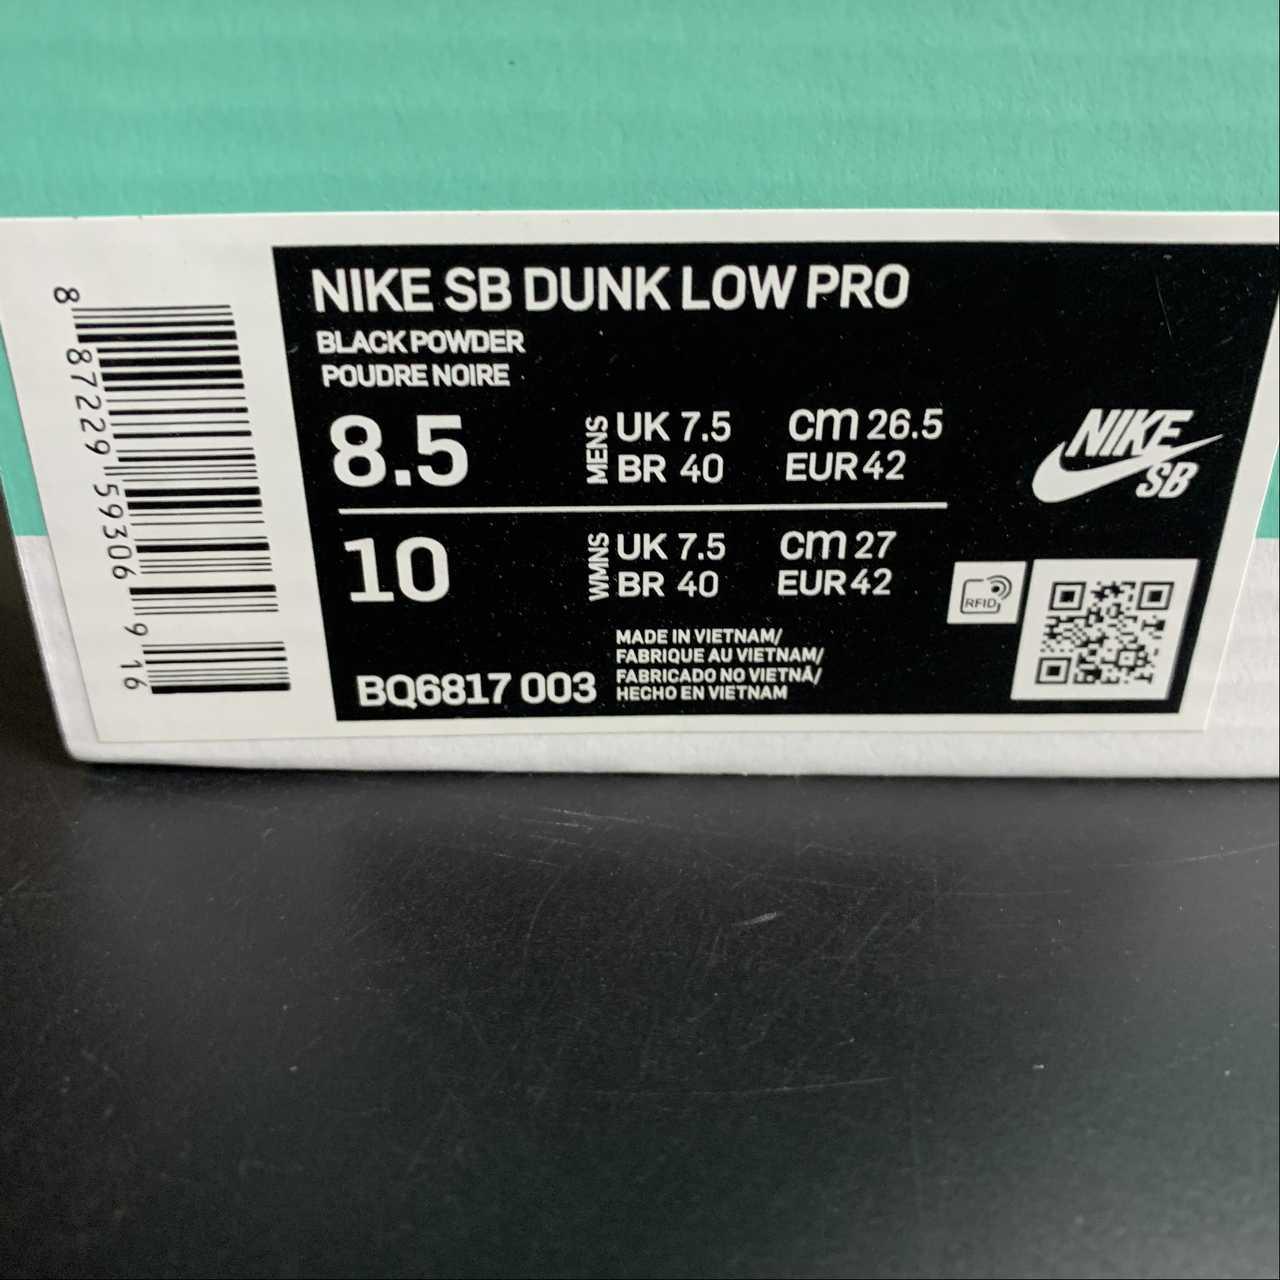 NIKE SB DUNK LOW PRO
BLACK POWDER
POUDRE NOIRE
8.5 MENS UK 7.5 cm 26.5
BR 40 EUR 42
10 WMNS UK 7.5 cm 27
BR 40 EUR 42
BQ6817 003
MADE IN VIETNAM/
FABRIQUE AU VIETNAM/
FABRICADO NO VIETNÃ/
HECHO EN VIETNAM
NIKE
SB
RFID
8 87229 59306 9 16